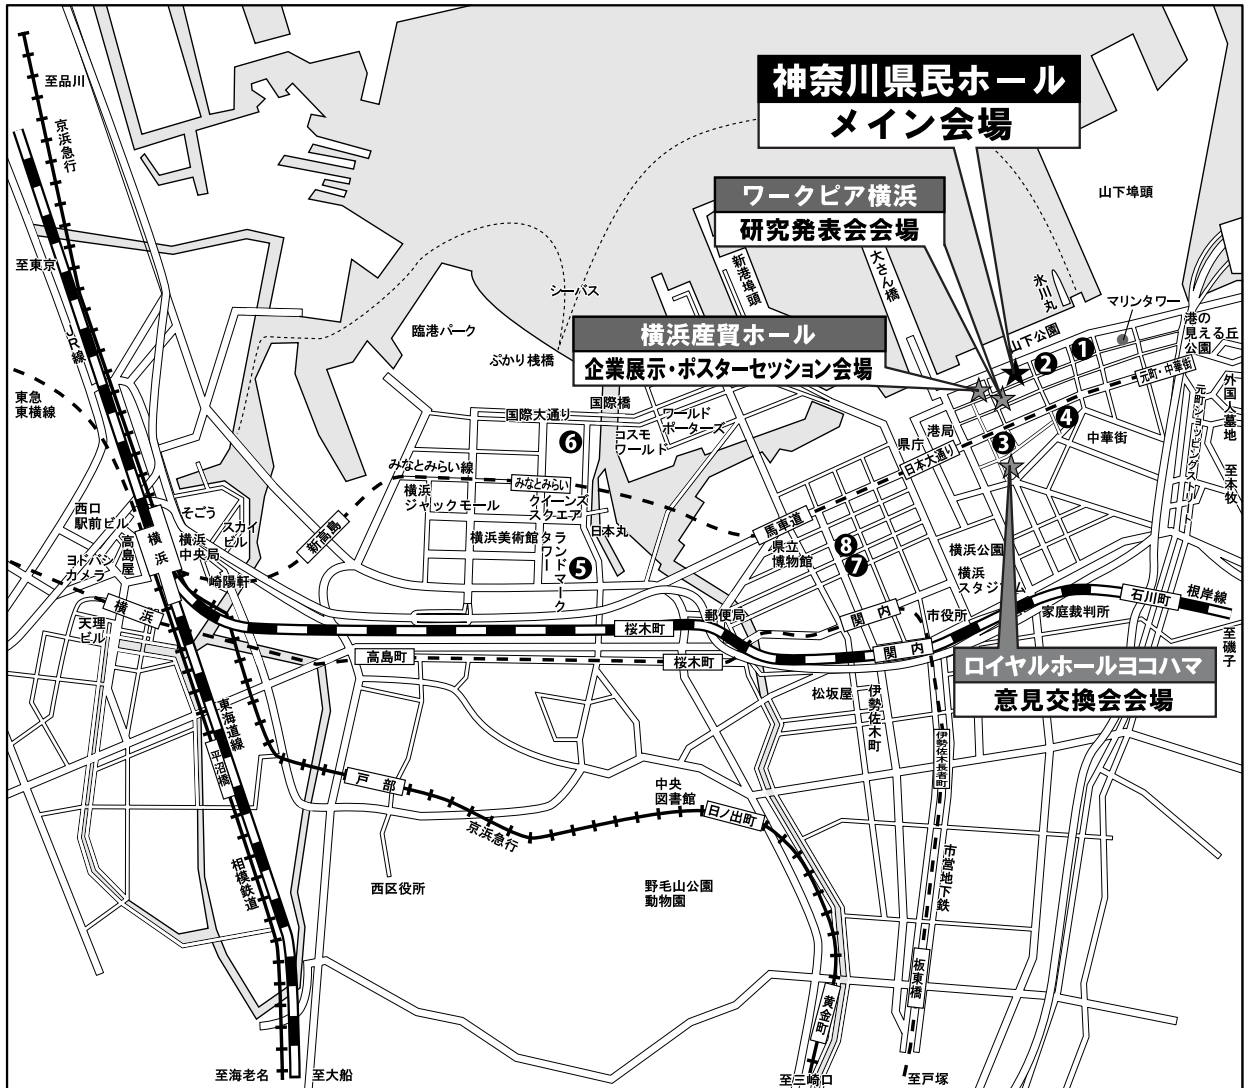 至品川
京浜急行
至東京
JR線
東急
東横線
神奈川県民ホール
メイン会場
ワークピア横浜
研究発表会会場
横浜産貿ホール
企業展示・ポスターセッション会場
山下埠頭
新港埠頭
大さん橋
氷川丸
マリンタワー
港の
見える丘
公園
シーバス
臨港パーク
ぷかり桟橋
山下公園
1
2
元町・中華街
外国人墓地
元町ショッピングストリート
至本牧
国際大通り
国際橋
ワールド
ポーターズ
コスモ
ワールド
6
県庁
港局
日本大通り
3
4
中華街
みなとみらい線
みなとみらい
横浜
ジャックモール
クイーンズ
スクエア
横浜美術館
ランドマーク
タワー
日本丸
5
新高島
馬車道
県立
博物館
8
7
横浜公園
横浜
スタジアム
西口
駅前ビル
そごう
スカイ
ビル
高島屋
横浜
横浜
中央局
ヨドバシ
カメラ
崎陽軒
横浜
天理
ビル
郵便局
桜木町
高島町
桜木町
関内
関内
市役所
家庭裁判所
石川町
根岸線
至磯子
ロイヤルホールヨコハマ
意見交換会会場
松坂屋
伊勢佐木町
伊勢佐木長者町
東海道線
平沼橋
戸部
京浜急行
中央
図書館
日ノ出町
相模鉄道
西区役所
野毛山公園
動物園
市営地下鉄
板東橋
黄金町
至海老名
至大船
至三崎口
至戸塚